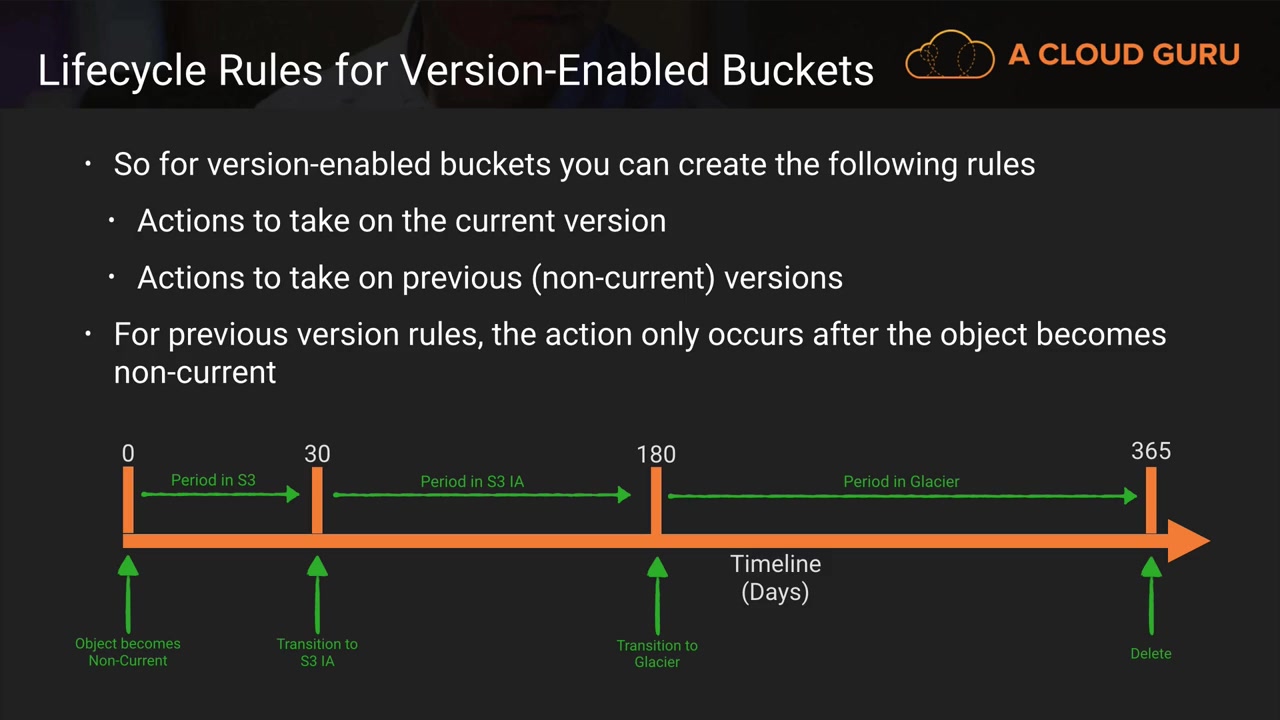 Lifecycle Rules for Version-Enabled Buckets
A CLOUD GURU
· So for version-enabled buckets you can create the following rules
· Actions to take on the current version
· Actions to take on previous (non-current) versions
· For previous version rules, the action only occurs after the object becomes
non-current
0
30
180
365
Period in S3
Period in S3 IA
Period in Glacier
Timeline
(Days)
Object becomes
Non-Current
Transition to
S3 IA
Transition to
Glacier
Delete